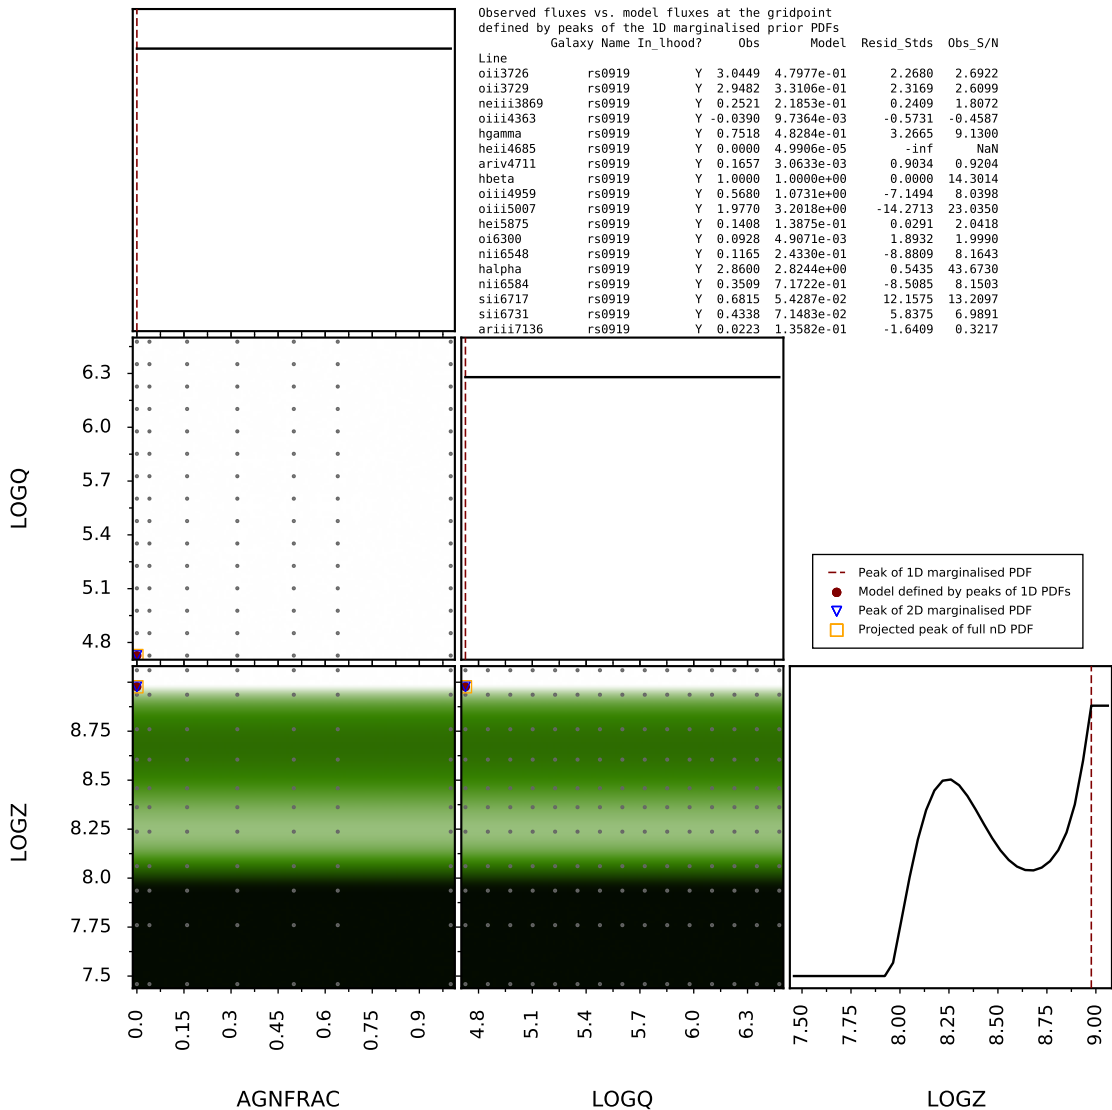 Observed fluxes vs. model fluxes at the gridpoint
defined by peaks of the 1D marginalised prior PDFs
Galaxy Name In_lhood? Obs Model Resid_Stds Obs_S/N
Line
oii3726 rs0919 Y 3.0449 4.7977e-01 2.2680 2.6922
oii3729 rs0919 Y 2.9482 3.3106e-01 2.3169 2.6099
neiii3869 rs0919 Y 0.2521 2.1853e-01 0.2409 1.8072
oiii4363 rs0919 Y -0.0390 9.7364e-03 -0.5731 -0.4587
hgamma rs0919 Y 0.7518 4.8284e-01 3.2665 9.1300
heii4685 rs0919 Y 0.0000 4.9906e-05 -inf NaN
ariv4711 rs0919 Y 0.1657 3.0633e-03 0.9034 0.9204
hbeta rs0919 Y 1.0000 1.0000e+00 0.0000 14.3014
oiii4959 rs0919 Y 0.5680 1.0731e+00 -7.1494 8.0398
oiii5007 rs0919 Y 1.9770 3.2018e+00 -14.2713 23.0350
hei5875 rs0919 Y 0.1408 1.3875e-01 0.0291 2.0418
oi6300 rs0919 Y 0.0928 4.9071e-03 1.8932 1.9990
nii6548 rs0919 Y 0.1165 2.4330e-01 -8.8809 8.1643
halpha rs0919 Y 2.8600 2.8244e+00 0.5435 43.6730
nii6584 rs0919 Y 0.3509 7.1722e-01 -8.5085 8.1503
sii6717 rs0919 Y 0.6815 5.4287e-02 12.1575 13.2097
sii6731 rs0919 Y 0.4338 7.1483e-02 5.8375 6.9891
ariii7136 rs0919 Y 0.0223 1.3582e-01 -1.6409 0.3217
LOGQ
6.3
6.0
5.7
5.4
5.1
4.8
Peak of 1D marginalised PDF
Model defined by peaks of 1D PDFs
Peak of 2D marginalised PDF
Projected peak of full nD PDF
LOGZ
8.75
8.5
8.25
8.0
7.75
7.5
0.0 0.15 0.3 0.45 0.6 0.75 0.9
4.8 5.1 5.4 5.7 6.0 6.3
7.50 7.75 8.00 8.25 8.50 8.75 9.00
AGNFRAC LOGQ LOGZ